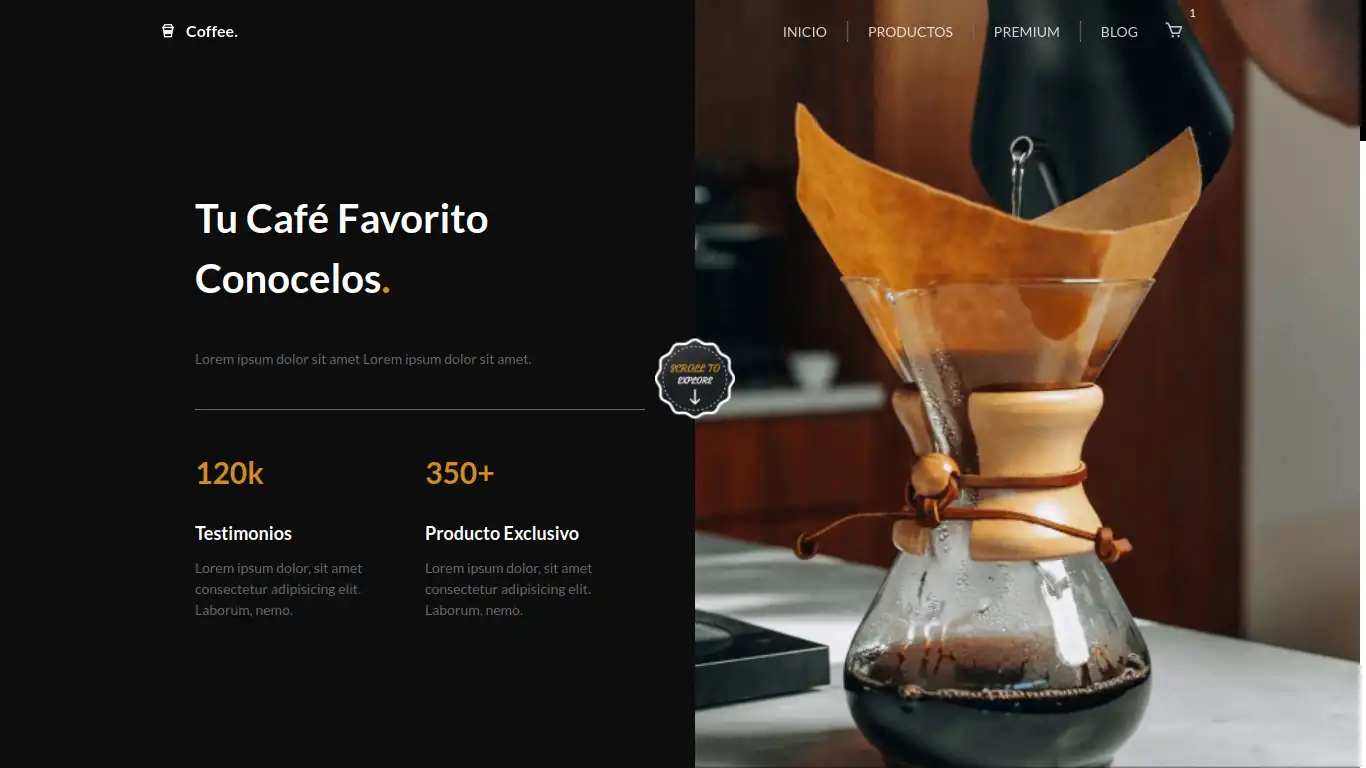 Coffee.
INICIO
PRODUCTOS
PREMIUM
BLOG
1
Tu Café Favorito
Conocelos.
Lorem ipsum dolor sit amet Lorem ipsum dolor sit amet.
SCROLL TO
EXPLORE
120k
Testimonios
Lorem ipsum dolor, sit amet
consectetur adipisicing elit.
Laborum, nemo.
350+
Producto Exclusivo
Lorem ipsum dolor, sit amet
consectetur adipisicing elit.
Laborum, nemo.